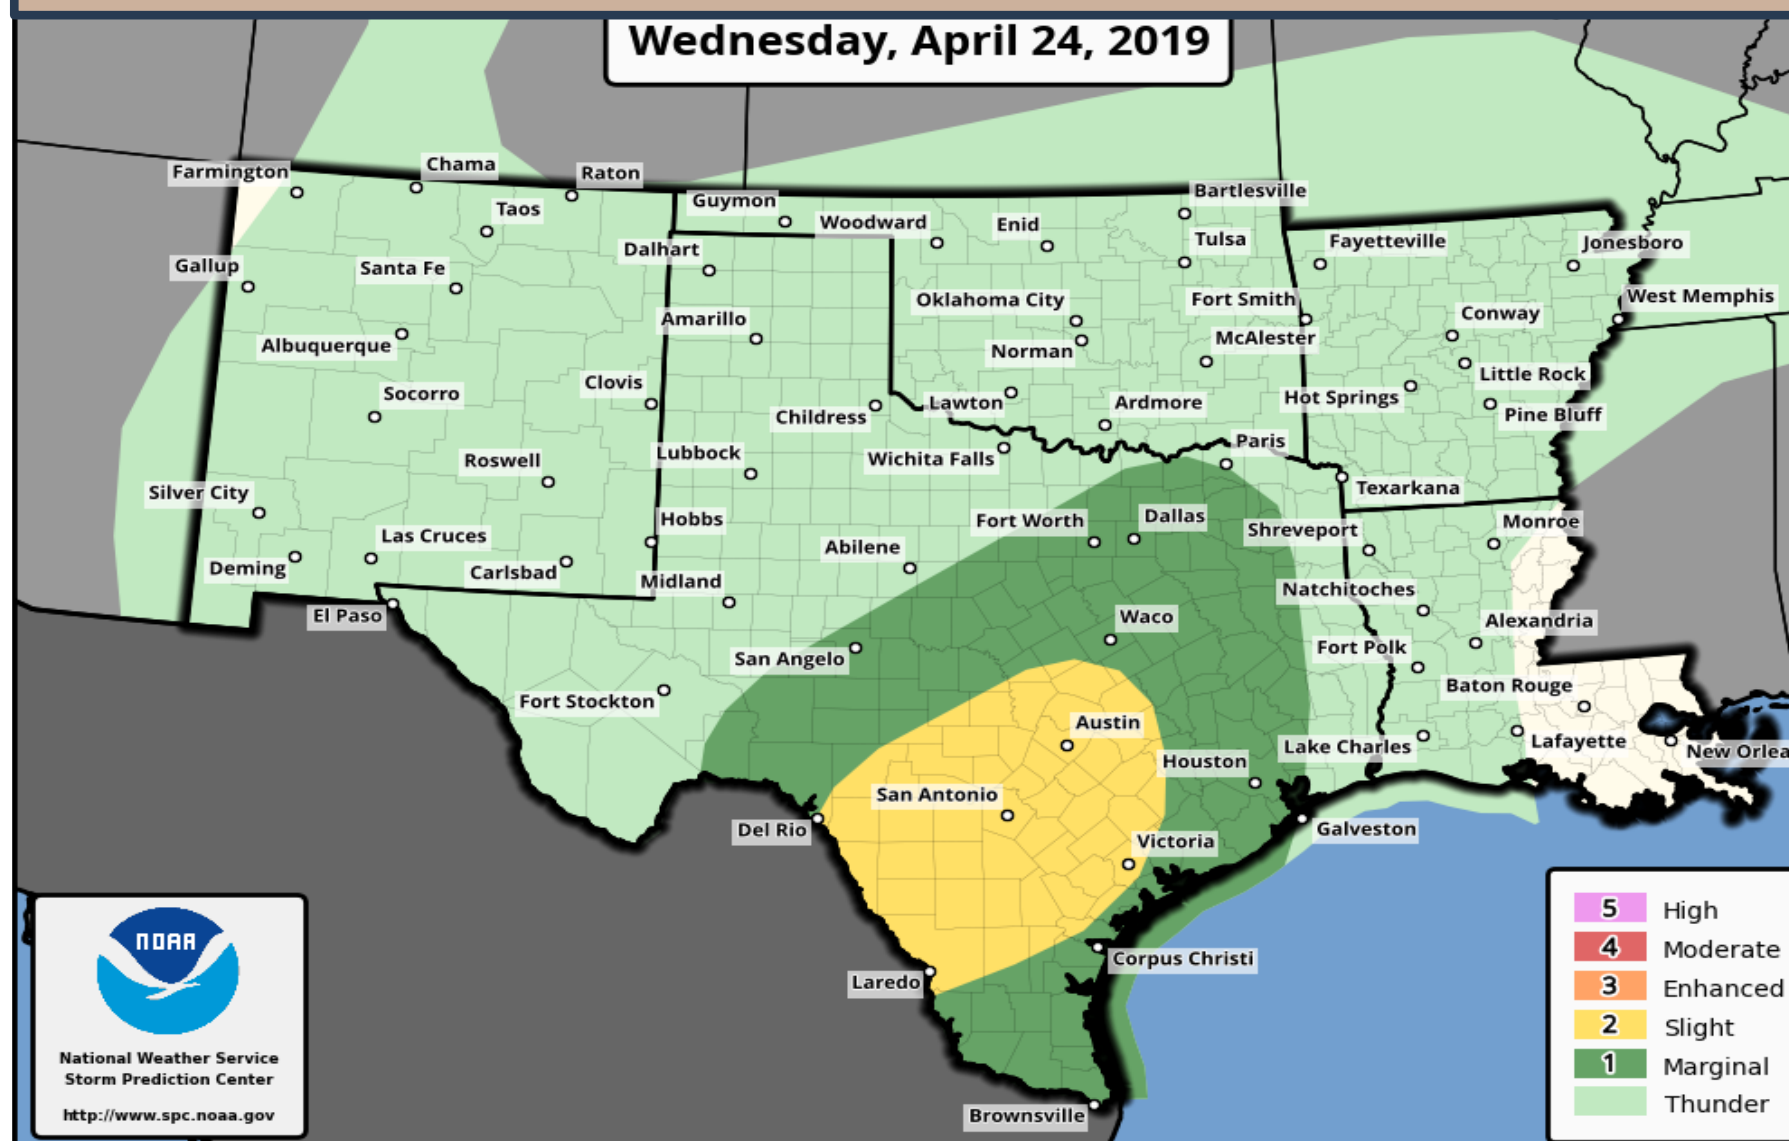 Wednesday, April 24, 2019
Farmington
Chama
Raton
Taos
Guymon
Woodward
Enid
Bartlesville
Tulsa
Fayetteville
Jonesboro
Gallup
Santa Fe
Dalhart
Oklahoma City
Fort Smith
Conway
West Memphis
Albuquerque
Amarillo
Norman
McAlester
Little Rock
Socorro
Clovis
Childress
Lawton
Ardmore
Hot Springs
Pine Bluff
Roswell
Lubbock
Wichita Falls
Paris
Texarkana
Silver City
Hobbs
Fort Worth
Dallas
Shreveport
Monroe
Las Cruces
Abilene
Deming
Carlsbad
Midland
Natchitoches
El Paso
Waco
Alexandria
San Angelo
Fort Polk
Fort Stockton
Baton Rouge
Austin
Lake Charles
Lafayette
New Orlea
Houston
San Antonio
Del Rio
Victoria
Galveston
Laredo
Corpus Christi
Brownsville
NOAA
National Weather Service
Storm Prediction Center
http://www.spc.noaa.gov
5 High
4 Moderate
3 Enhanced
2 Slight
1 Marginal
Thunder